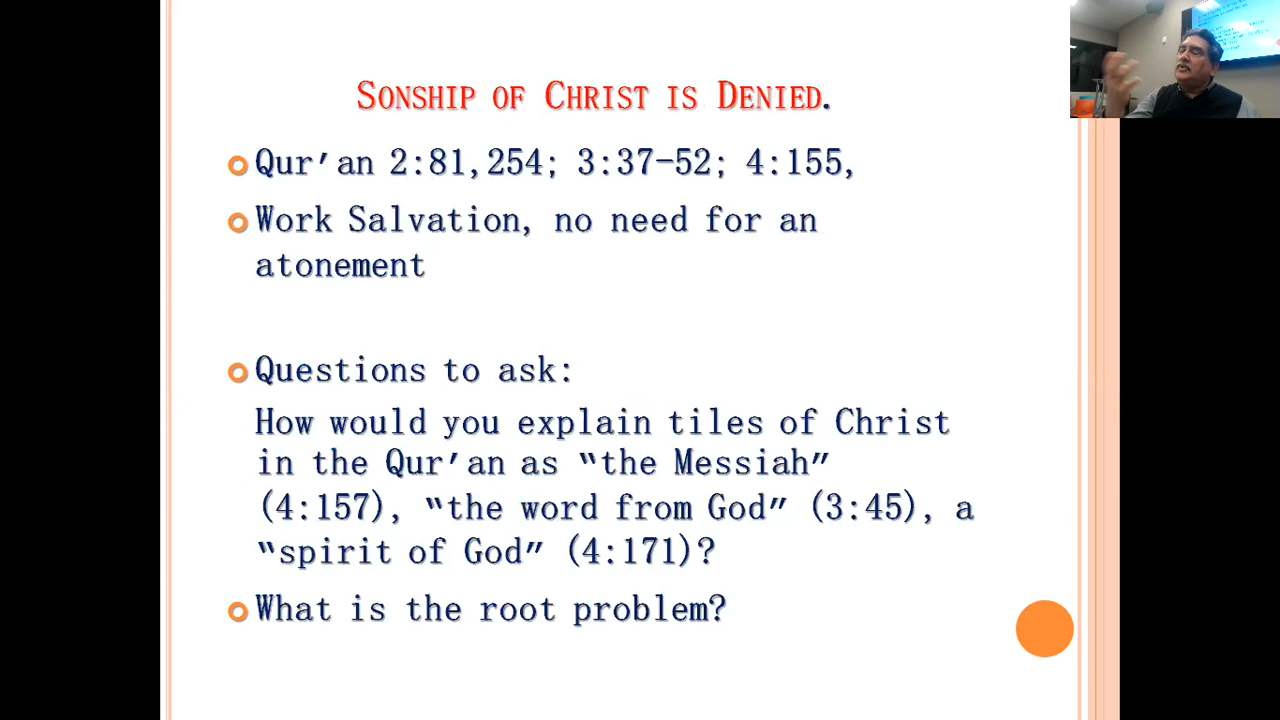 SONSHIP OF CHRIST IS DENIED.
Qur'an 2:81,254; 3:37-52; 4:155,
Work Salvation, no need for an
atonement
Questions to ask:
How would you explain tiles of Christ
in the Qur'an as “the Messiah”
(4:157), “the word from God” (3:45), a
“spirit of God” (4:171)?
What is the root problem?